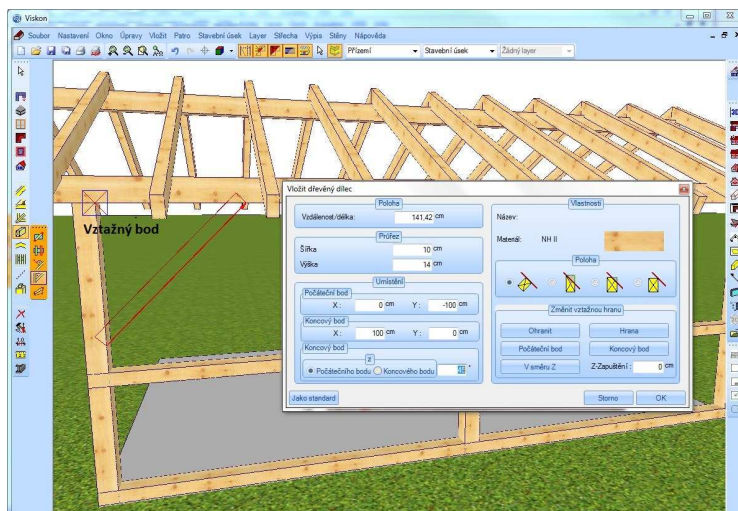 Viskon
Soubor Nastavení Okno Úpravy Vložit Patro Stavební úsek Layer Střecha Výpis Stěny Nápověda
Přízemí Stavební úsek Žádný layer
Vztažný bod
Vložit dřevěný dílec
Poloha
Vzdálenost/délka: 141,42 cm
Průřez
Šířka 10 cm
Výška 14 cm
Umístění
Počáteční bod
X: 0 cm Y: -100 cm
Koncový bod
X: 100 cm Y: 0 cm
Koncový bod
z
Počátečního bodu Koncového bodu 45 °
Jako standard
Vlastnosti
Název:
Materiál: NH II
Poloha
Změnit vztažnou hranu
Ohranit Hrana
Počáteční bod Koncový bod
V směru Z Z-Zapuštění: 0 cm
Storno OK